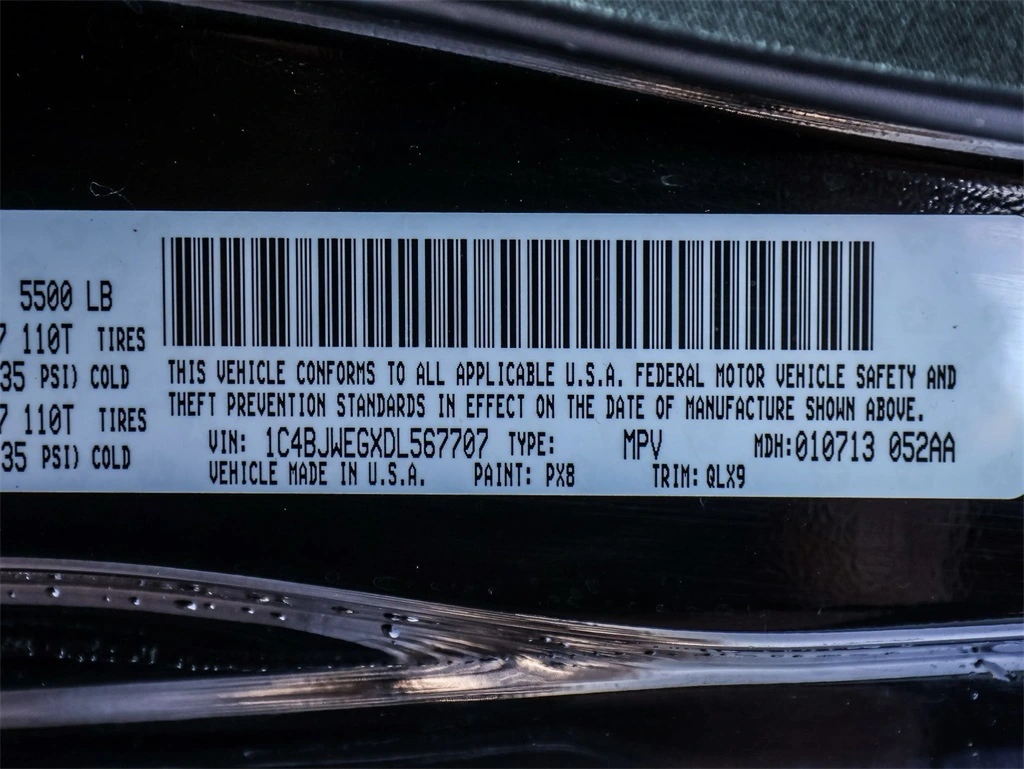 5500 LB
7 110T TIRES
35 PSI) COLD
7 110T TIRES
35 PSI) COLD
THIS VEHICLE CONFORMS TO ALL APPLICABLE U.S.A. FEDERAL MOTOR VEHICLE SAFETY AND
THEFT PREVENTION STANDARDS IN EFFECT ON THE DATE OF MANUFACTURE SHOWN ABOVE.
VIN: 1C4BJWEGXDL567707 TYPE: MPV MDH:010713 052AA
VEHICLE MADE IN U.S.A. PAINT: PX8 TRIM: QLX9